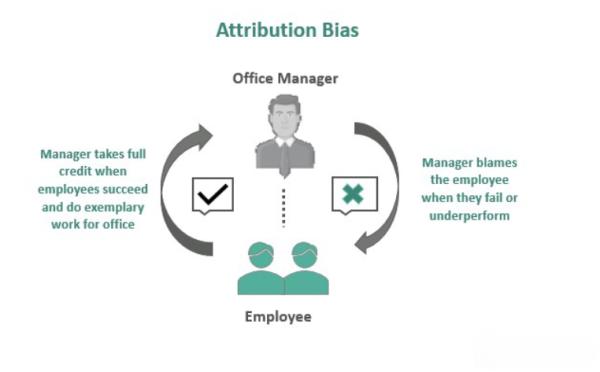 Attribution Bias
Office Manager
Manager takes full
credit when
employees succeed
and do exemplary
work for office
Manager blames
the employee
when they fail or
underperform
Employee